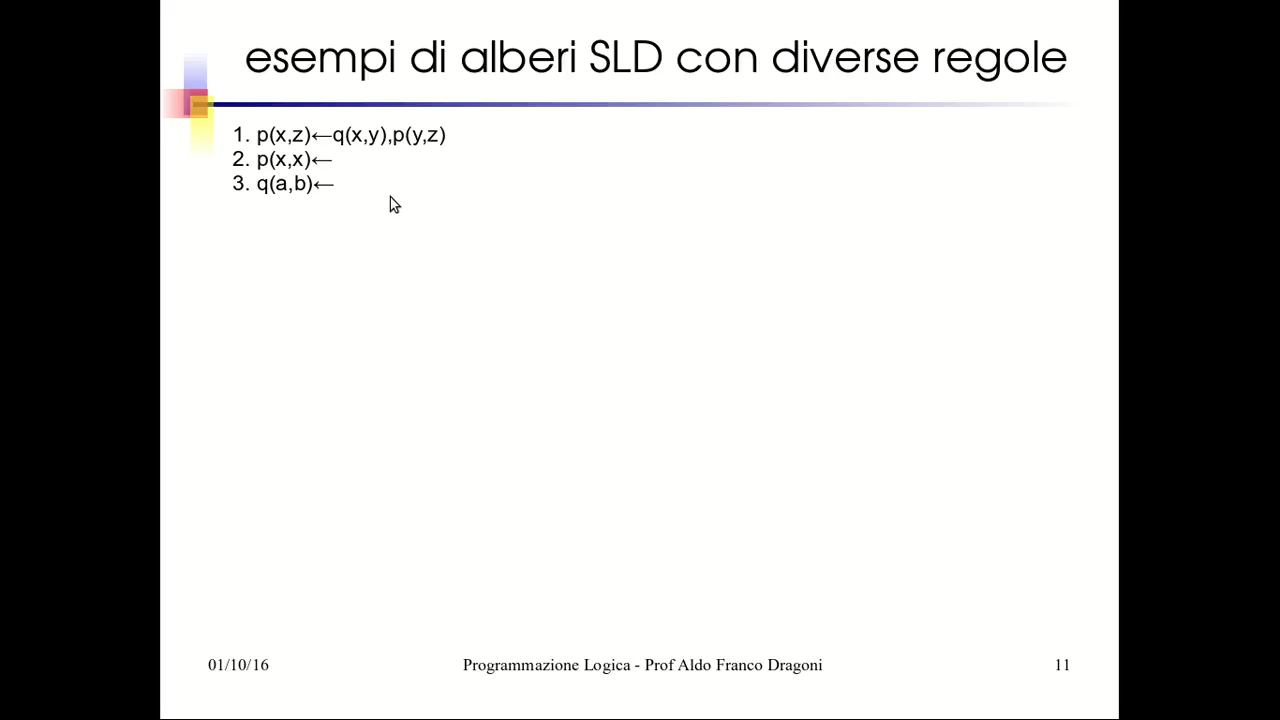 esempi di alberi SLD con diverse regole
1. p(x,z)←q(x,y),p(y,z)
2. p(x,x)←
3. q(a,b)←
01/10/16 Programmazione Logica - Prof Aldo Franco Dragoni 11